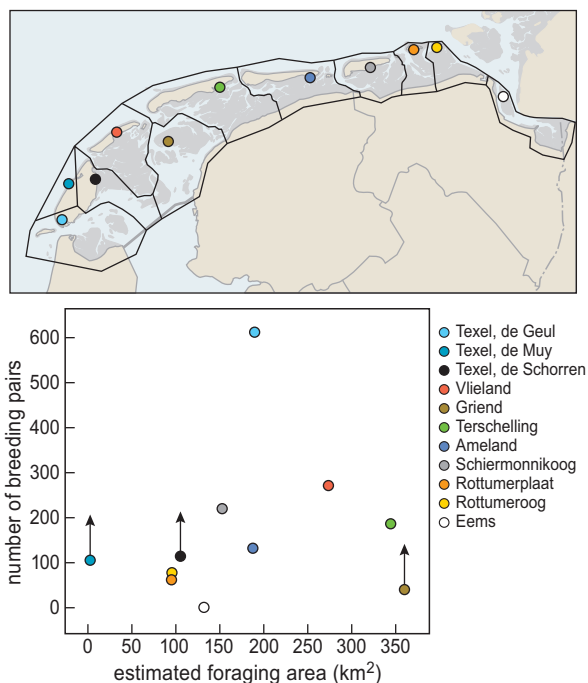 600
500
400
300
200
100
0
number of breeding pairs
0
50
100
150
200
250
300
350
estimated foraging area (km²)
Texel, de Geul
Texel, de Muy
Texel, de Schorren
Vlieland
Griend
Terschelling
Ameland
Schiermonnikoog
Rottumerplaat
Rottumeroog
Eems